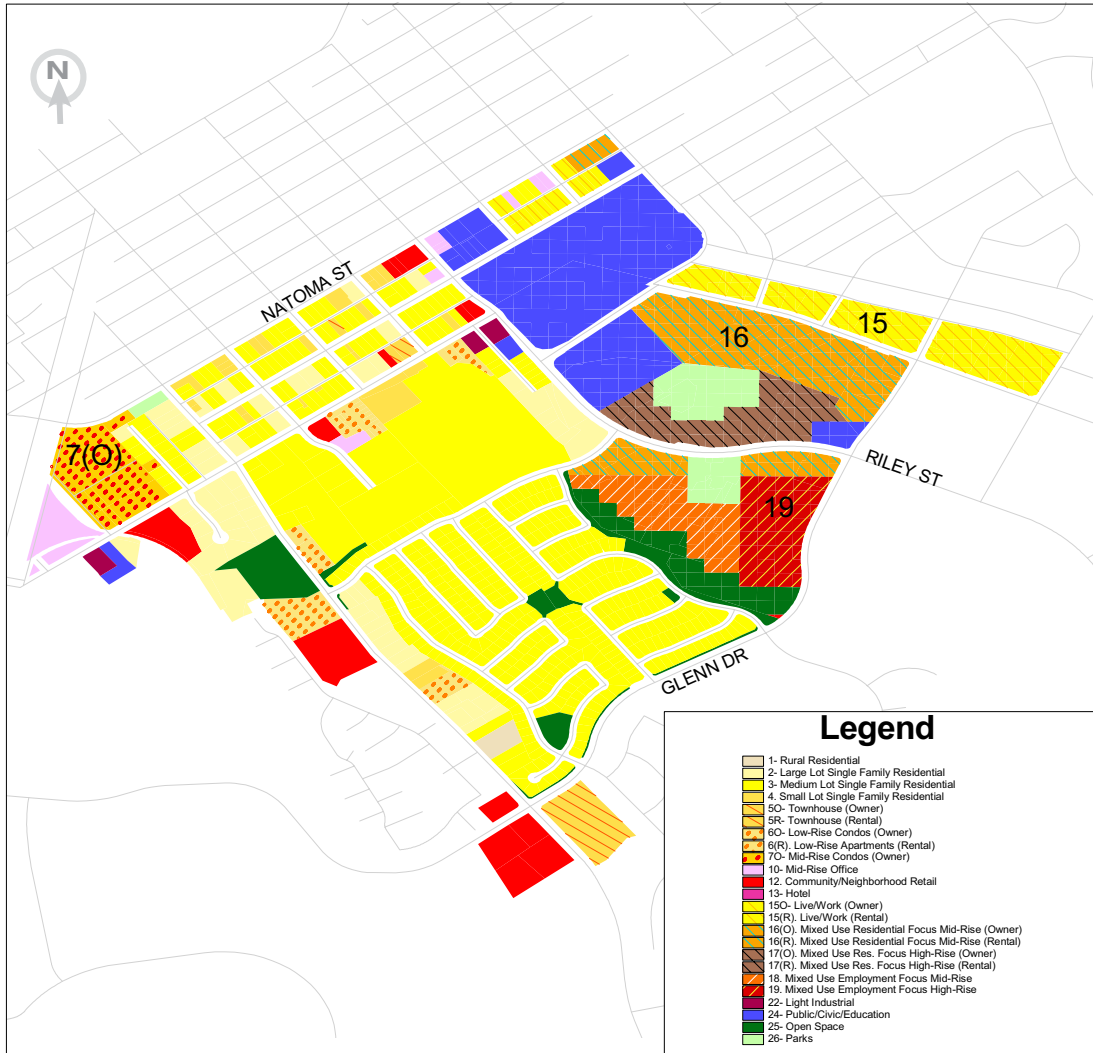 N
NATOMA ST
15
16
7(O)
RILEY ST
19
GLENN DR
Legend
1- Rural Residential
2- Large Lot Single Family Residential
3- Medium Lot Single Family Residential
4. Small Lot Single Family Residential
5O- Townhouse (Owner)
5R- Townhouse (Rental)
6O- Low-Rise Condos (Owner)
6(R). Low-Rise Apartments (Rental)
7O- Mid-Rise Condos (Owner)
10- Mid-Rise Office
12. Community/Neighborhood Retail
13- Hotel
15O- Live/Work (Owner)
15(R). Live/Work (Rental)
16(O). Mixed Use Residential Focus Mid-Rise (Owner)
16(R). Mixed Use Residential Focus Mid-Rise (Rental)
17(O). Mixed Use Res. Focus High-Rise (Owner)
17(R). Mixed Use Res. Focus High-Rise (Rental)
18. Mixed Use Employment Focus Mid-Rise
19. Mixed Use Employment Focus High-Rise
22- Light Industrial
24- Public/Civic/Education
25- Open Space
26- Parks